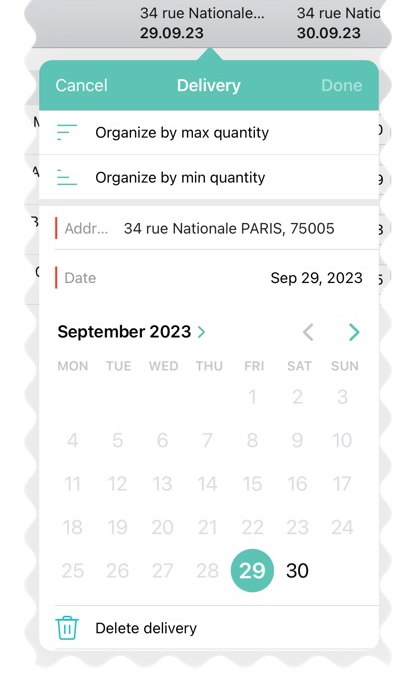 34 rue Nationale... 34 rue Natio
29.09.23 30.09.23
Cancel Delivery Done
Organize by max quantity
Organize by min quantity
Addr... 34 rue Nationale PARIS, 75005
Date Sep 29, 2023
September 2023
MON TUE WED THU FRI SAT SUN
1 2 3
4 5 6 7 8 9 10
11 12 13 14 15 16 17
18 19 20 21 22 23 24
25 26 27 28 29 30
Delete delivery